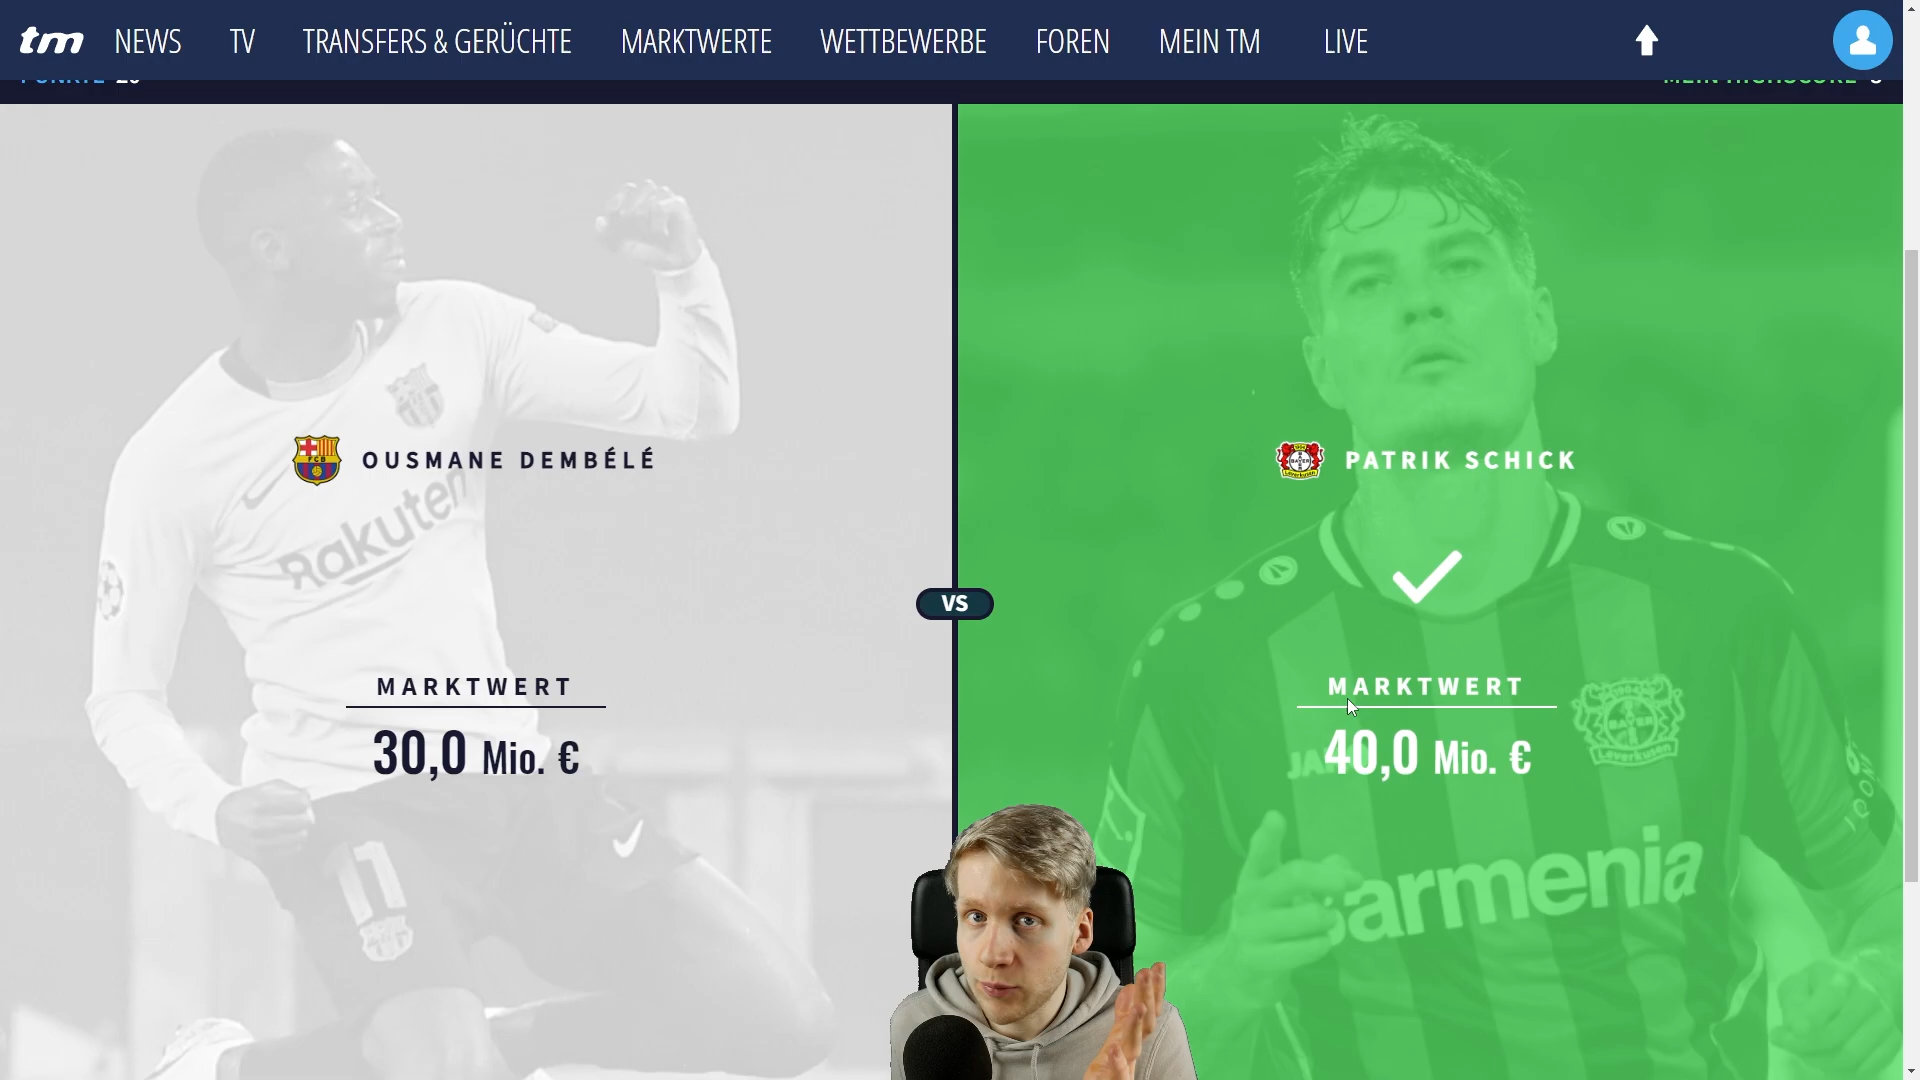 tm NEWS TV TRANSFERS & GERÜCHTE MARKTWERTE WETTBEWERBE FOREN MEIN TM LIVE
OUSMANE DEMBÉLÉ
Rakuten
MARKTWERT
30,0 Mio. €
VS
PATRIK SCHICK
MARKTWERT
40,0 Mio. €
Barmenia